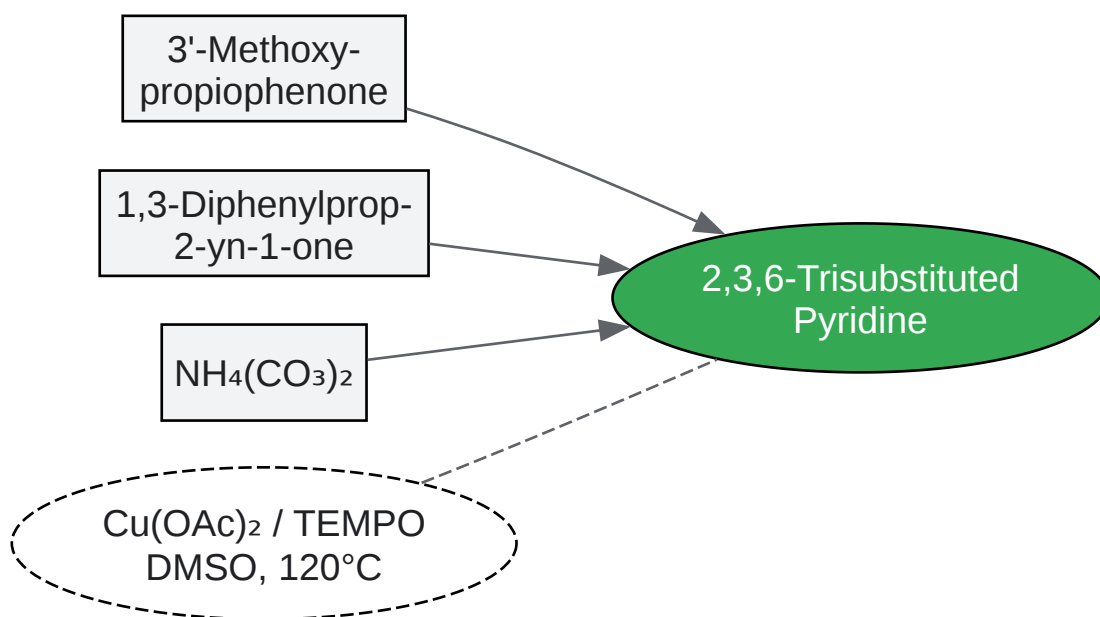 3'-Methoxy-
propiophenone
1,3-Diphenylprop-
2-yn-1-one
NH₄(CO₃)₂
Cu(OAc)₂ / TEMPO
DMSO, 120°C
2,3,6-Trisubstituted
Pyridine